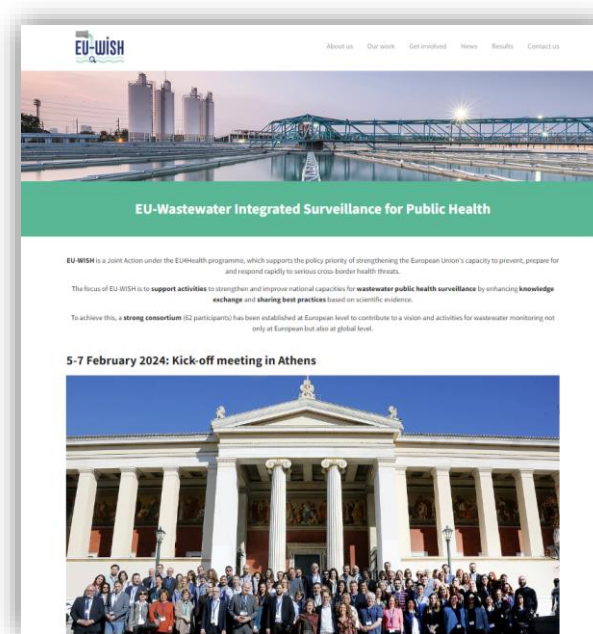 EU-WISH
About us Our work Get involved News Results Contact us
EU-Wastewater Integrated Surveillance for Public Health
EU-WISH is a Joint Action under the EU4Health programme, which supports the policy priority of strengthening the European Union's capacity to prevent, prepare for
and respond rapidly to serious cross-border health threats.
The focus of EU-WISH is to support activities to strengthen and improve national capacities for wastewater public health surveillance by enhancing knowledge
exchange and sharing best practices based on scientific evidence.
To achieve this, a strong consortium (62 participants) has been established at European level to contribute to a vision and activities for wastewater monitoring not
only at European but also at global level.
5-7 February 2024: Kick-off meeting in Athens